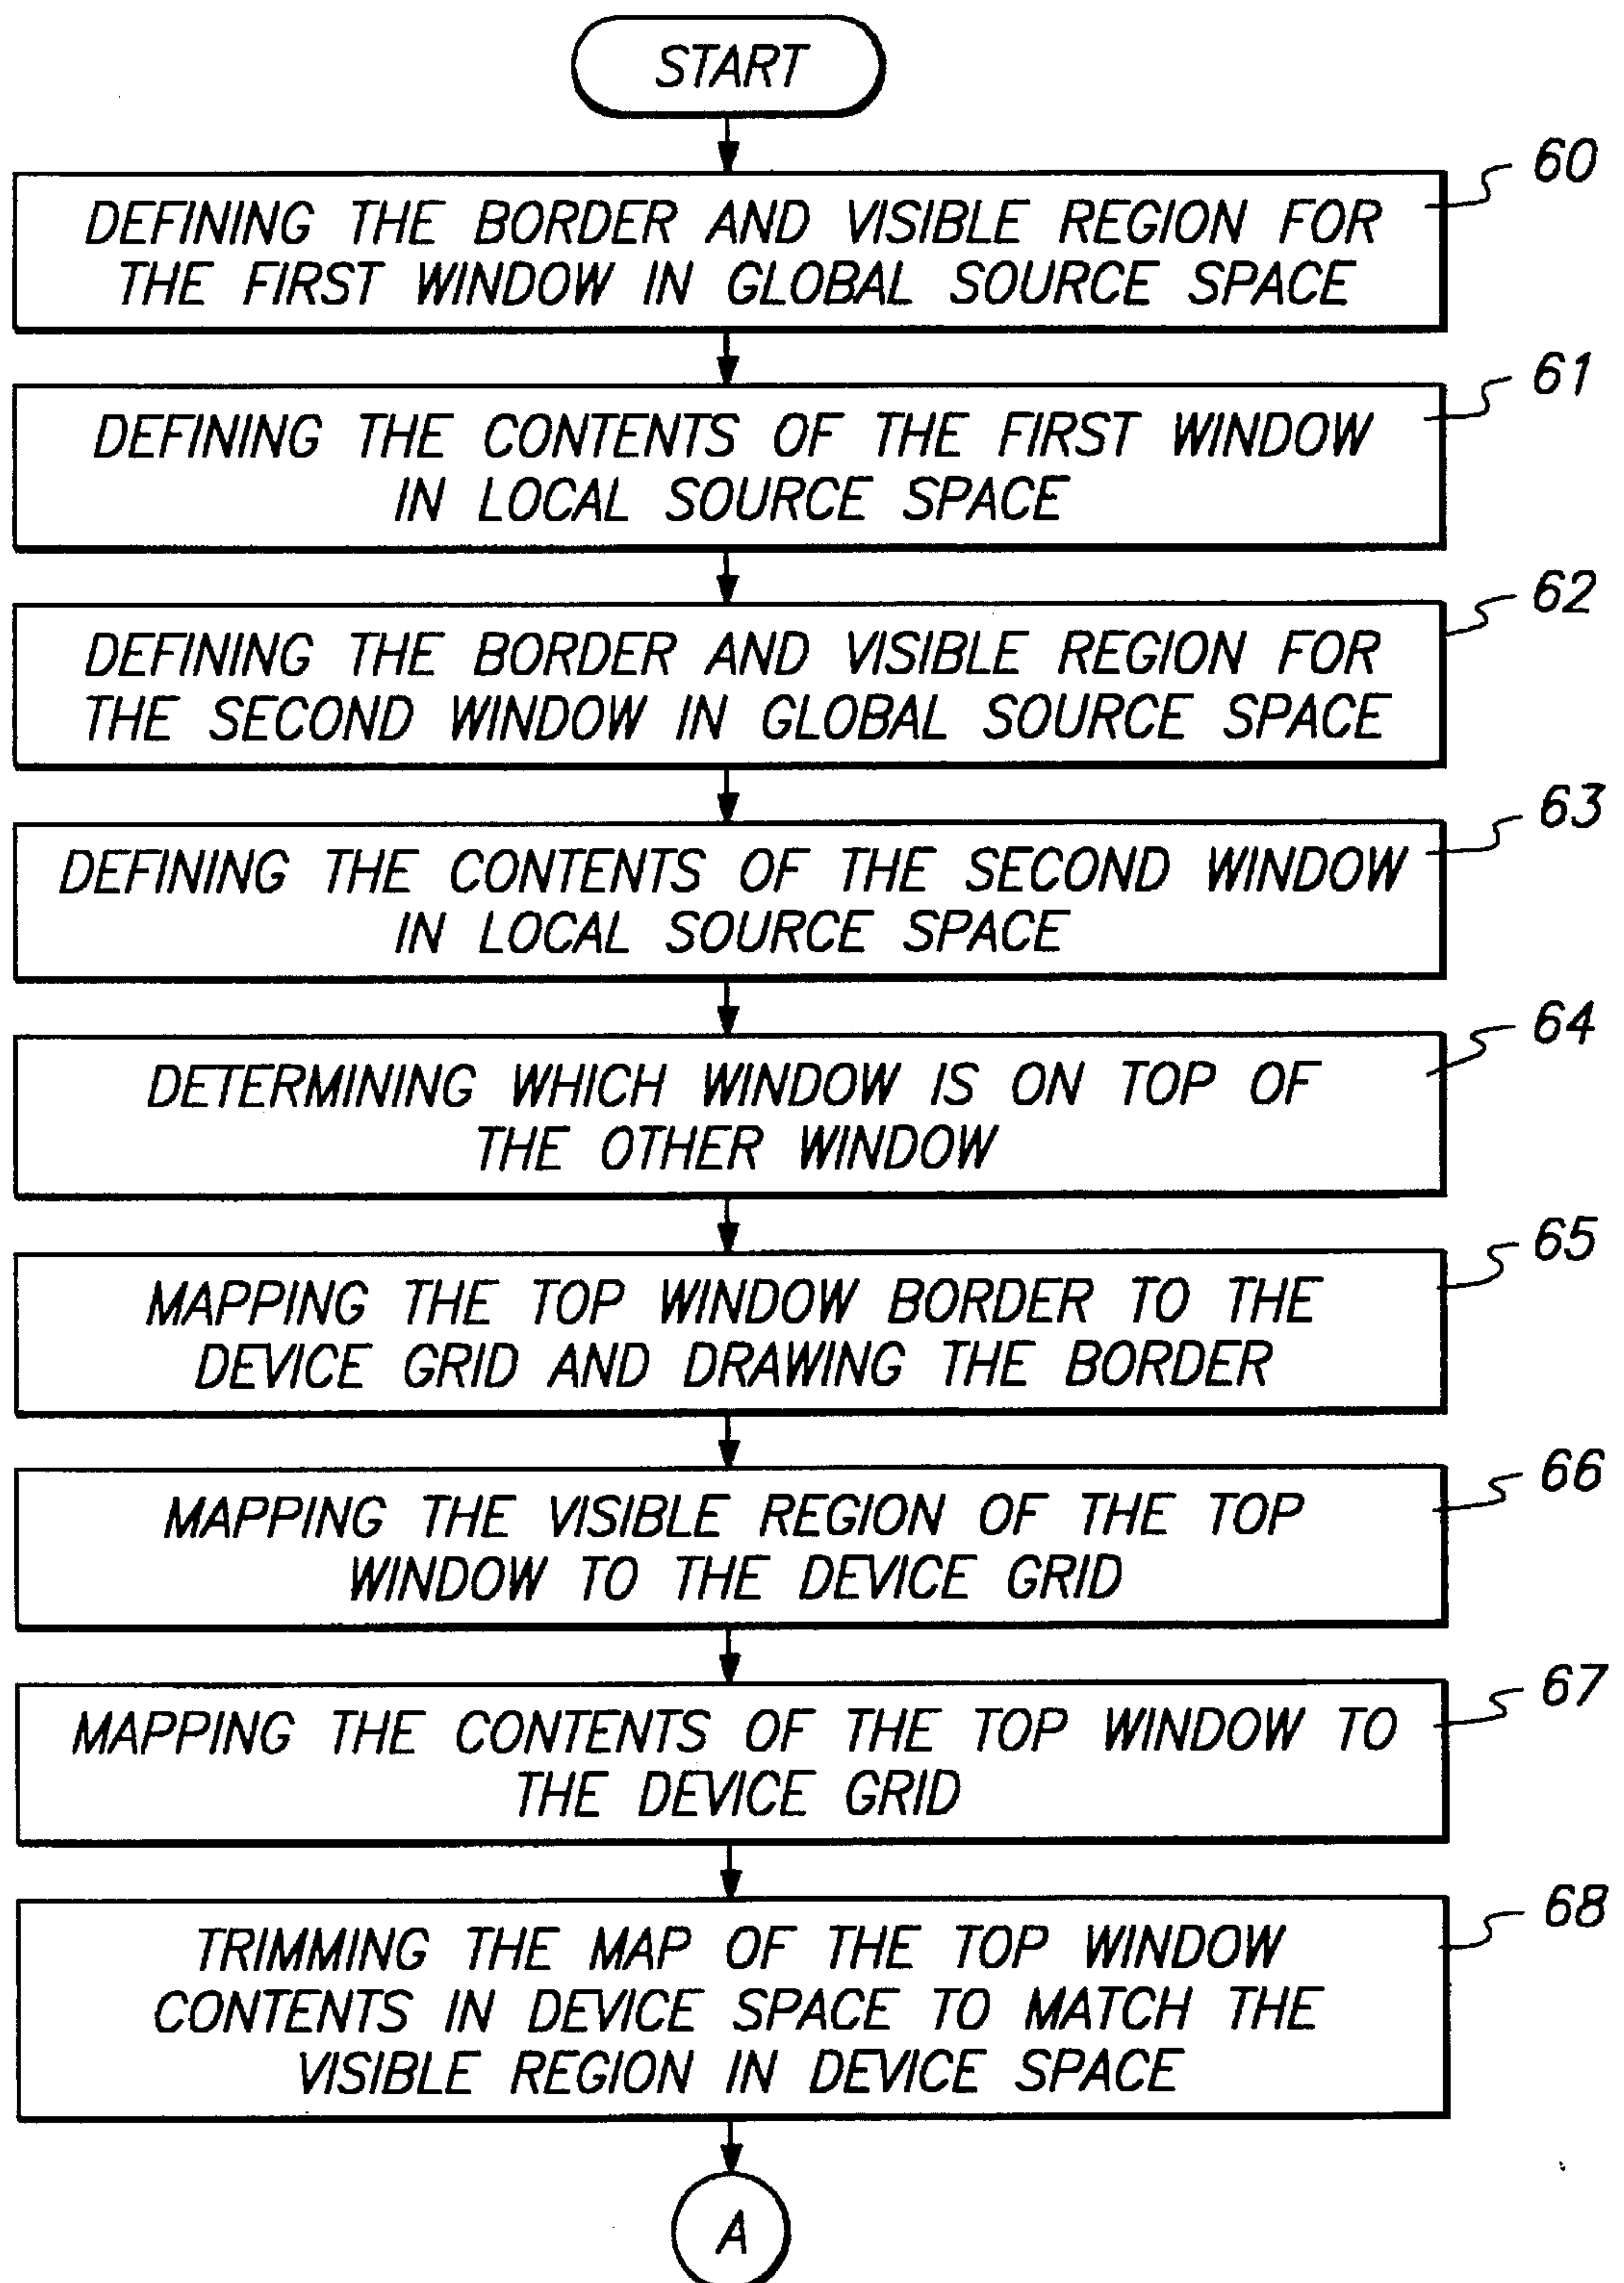 START
60
DEFINING THE BORDER AND VISIBLE REGION FOR
THE FIRST WINDOW IN GLOBAL SOURCE SPACE
61
DEFINING THE CONTENTS OF THE FIRST WINDOW
IN LOCAL SOURCE SPACE
62
DEFINING THE BORDER AND VISIBLE REGION FOR
THE SECOND WINDOW IN GLOBAL SOURCE SPACE
63
DEFINING THE CONTENTS OF THE SECOND WINDOW
IN LOCAL SOURCE SPACE
64
DETERMINING WHICH WINDOW IS ON TOP OF
THE OTHER WINDOW
65
MAPPING THE TOP WINDOW BORDER TO THE
DEVICE GRID AND DRAWING THE BORDER
66
MAPPING THE VISIBLE REGION OF THE TOP
WINDOW TO THE DEVICE GRID
67
MAPPING THE CONTENTS OF THE TOP WINDOW TO
THE DEVICE GRID
68
TRIMMING THE MAP OF THE TOP WINDOW
CONTENTS IN DEVICE SPACE TO MATCH THE
VISIBLE REGION IN DEVICE SPACE
A